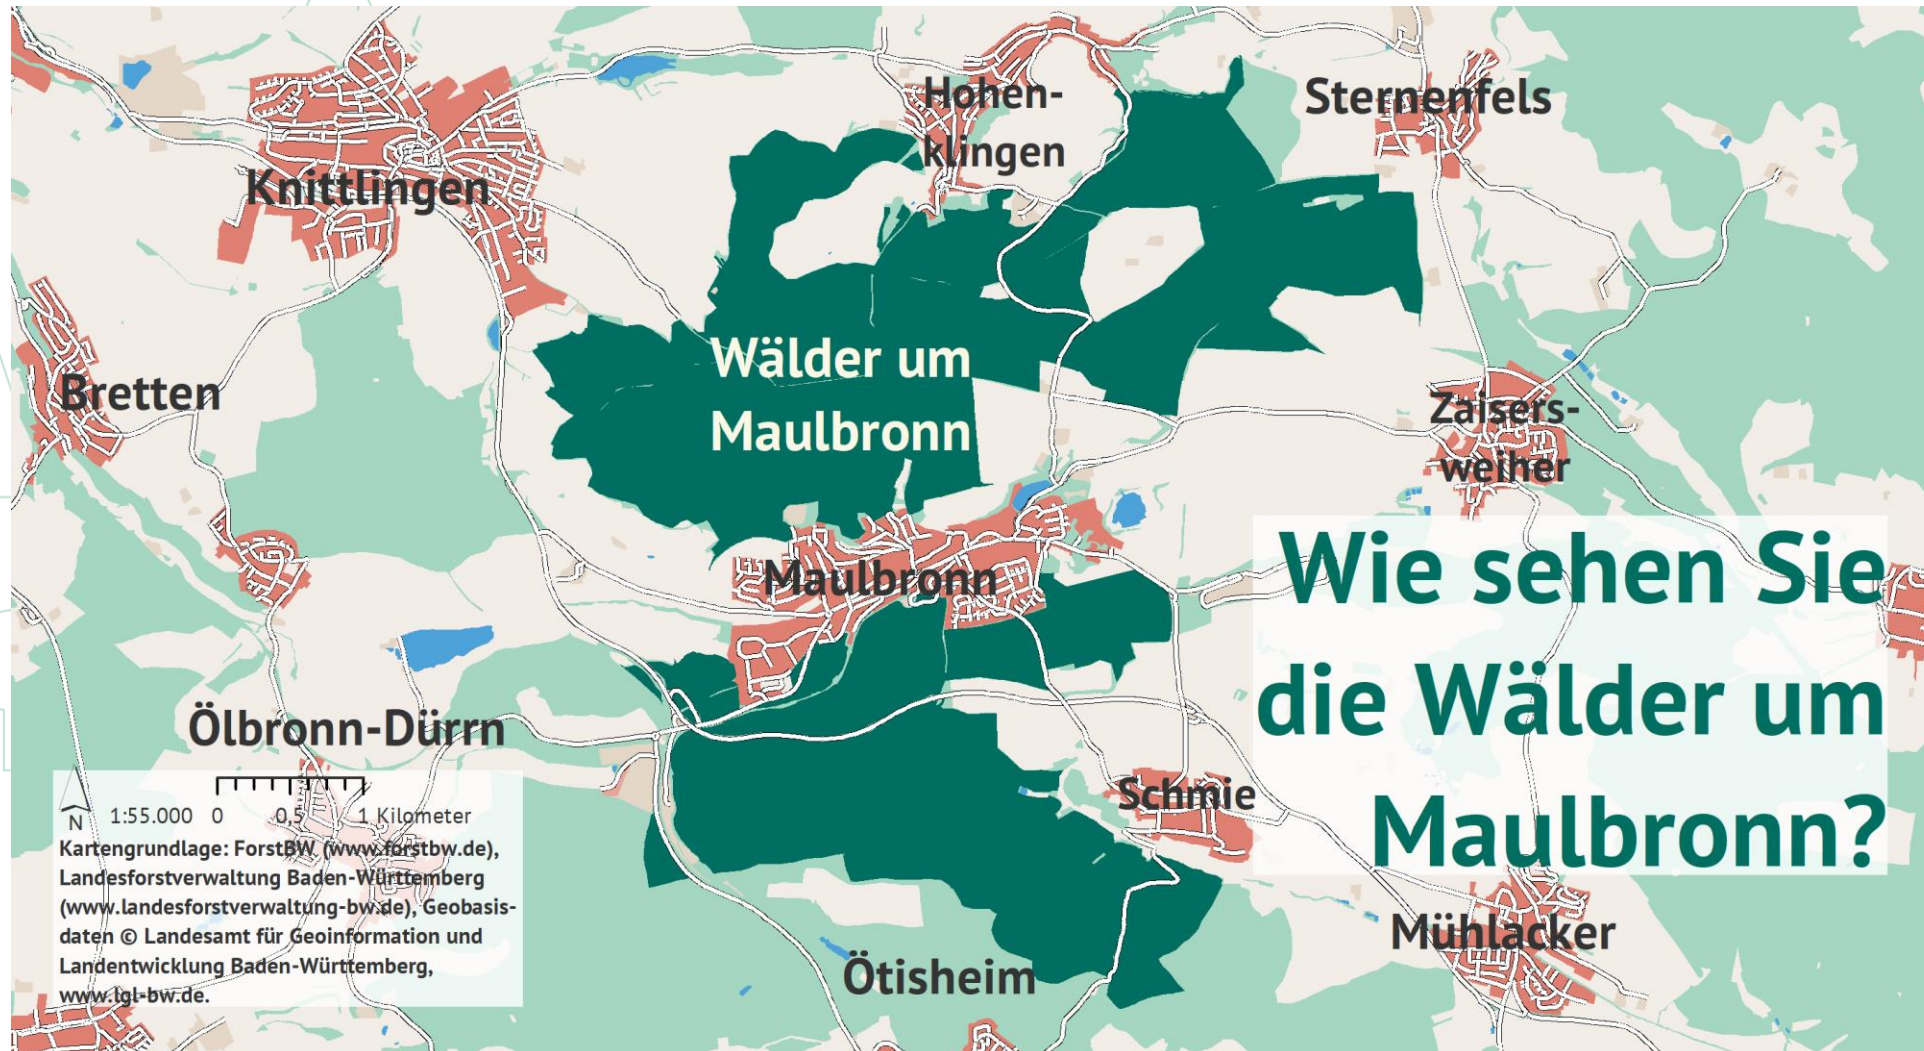 Hohen-
klingen
Sternenfels
Knittlingen
Wälder um
Maulbronn
Bretten
Zaisers-
weiher
Maulbronn
Wie sehen Sie
die Wälder um
Maulbronn?
Ölbronn-Dürrn
Schmie
Mühlacker
Ötisheim
N
1:55.000 0 0,5 1 Kilometer
Kartengrundlage: ForstBW (www.forstbw.de),
Landesforstverwaltung Baden-Württemberg
(www.landesforstverwaltung-bw.de), Geobasis-
daten © Landesamt für Geoinformation und
Landentwicklung Baden-Württemberg,
www.lgl-bw.de.